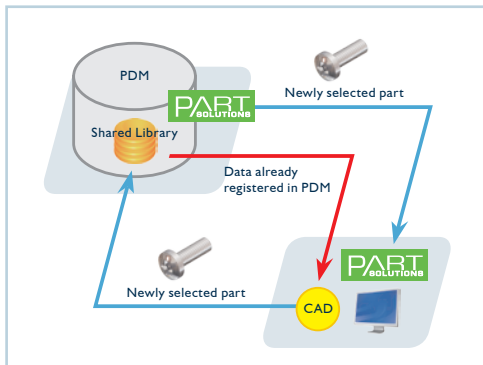 PDM
PART
SOLUTIONS
Shared Library
Newly selected part
Data already
registered in PDM
PART
SOLUTIONS
Newly selected part
CAD